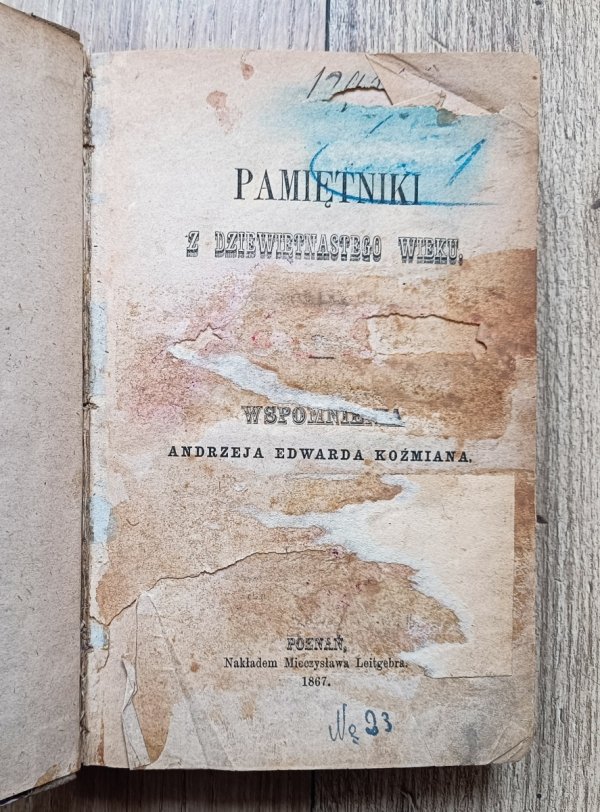 PAMIĘTNIKI
Z DZIEWIĘTNASTEGO WIEKU.
WSPOMNIENIA
ANDRZEJA EDWARDA KOŹMIANA.
POZNAŃ,
Nakładem Mieczysława Leitgebra.
1867.
№ 23